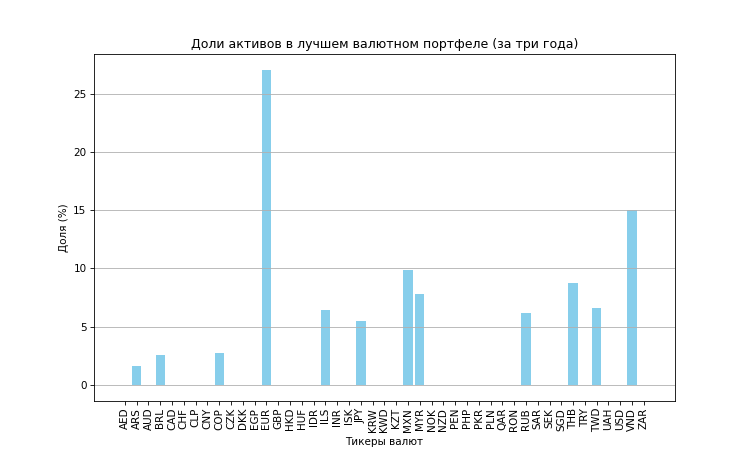 Доли активов в лучшем валютном портфеле (за три года)
Доля (%)
25
20
15
10
5
0
AED
ARS
AUD
BRL
CAD
CHF
CLP
CNY
COP
CZK
DKK
EGP
EUR
GBP
HKD
HUF
IDR
ILS
INR
ISK
JPY
KRW
KWD
KZT
MXN
MYR
NOK
NZD
PEN
PHP
PKR
PLN
QAR
RON
RUB
SAR
SEK
SGD
THB
TRY
TWD
UAH
USD
VND
ZAR
Тикеры валют